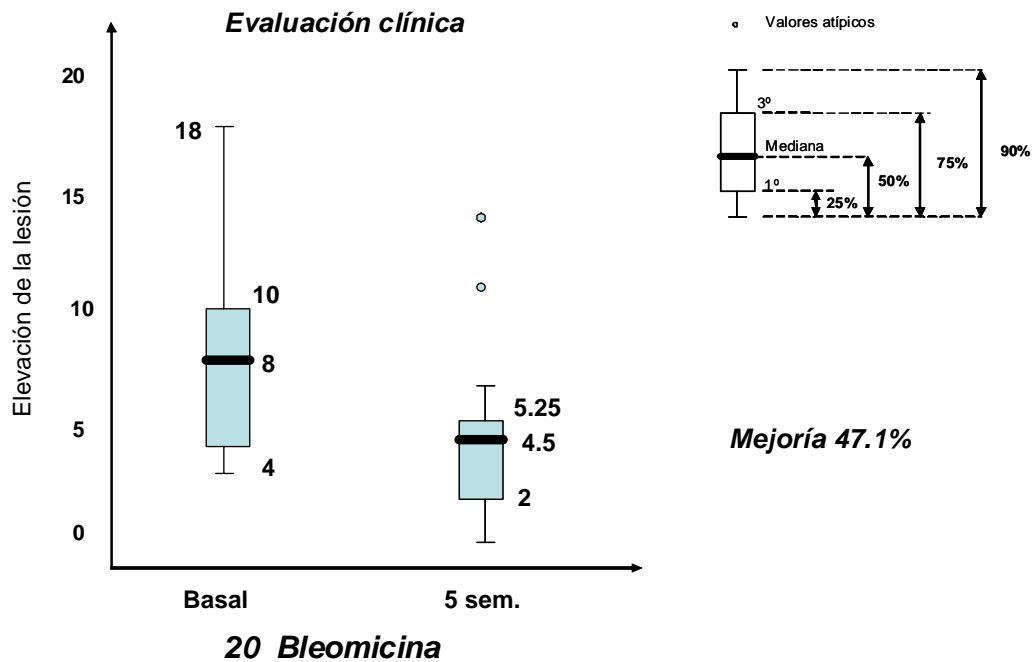 Evaluación clínica
Elevación de la lesión
20
15
10
5
0
18
10
8
4
5.25
4.5
2
Basal
5 sem.
20 Bleomicina
Valores atípicos
3º
Mediana
1º
25%
50%
75%
90%
Mejoría 47.1%